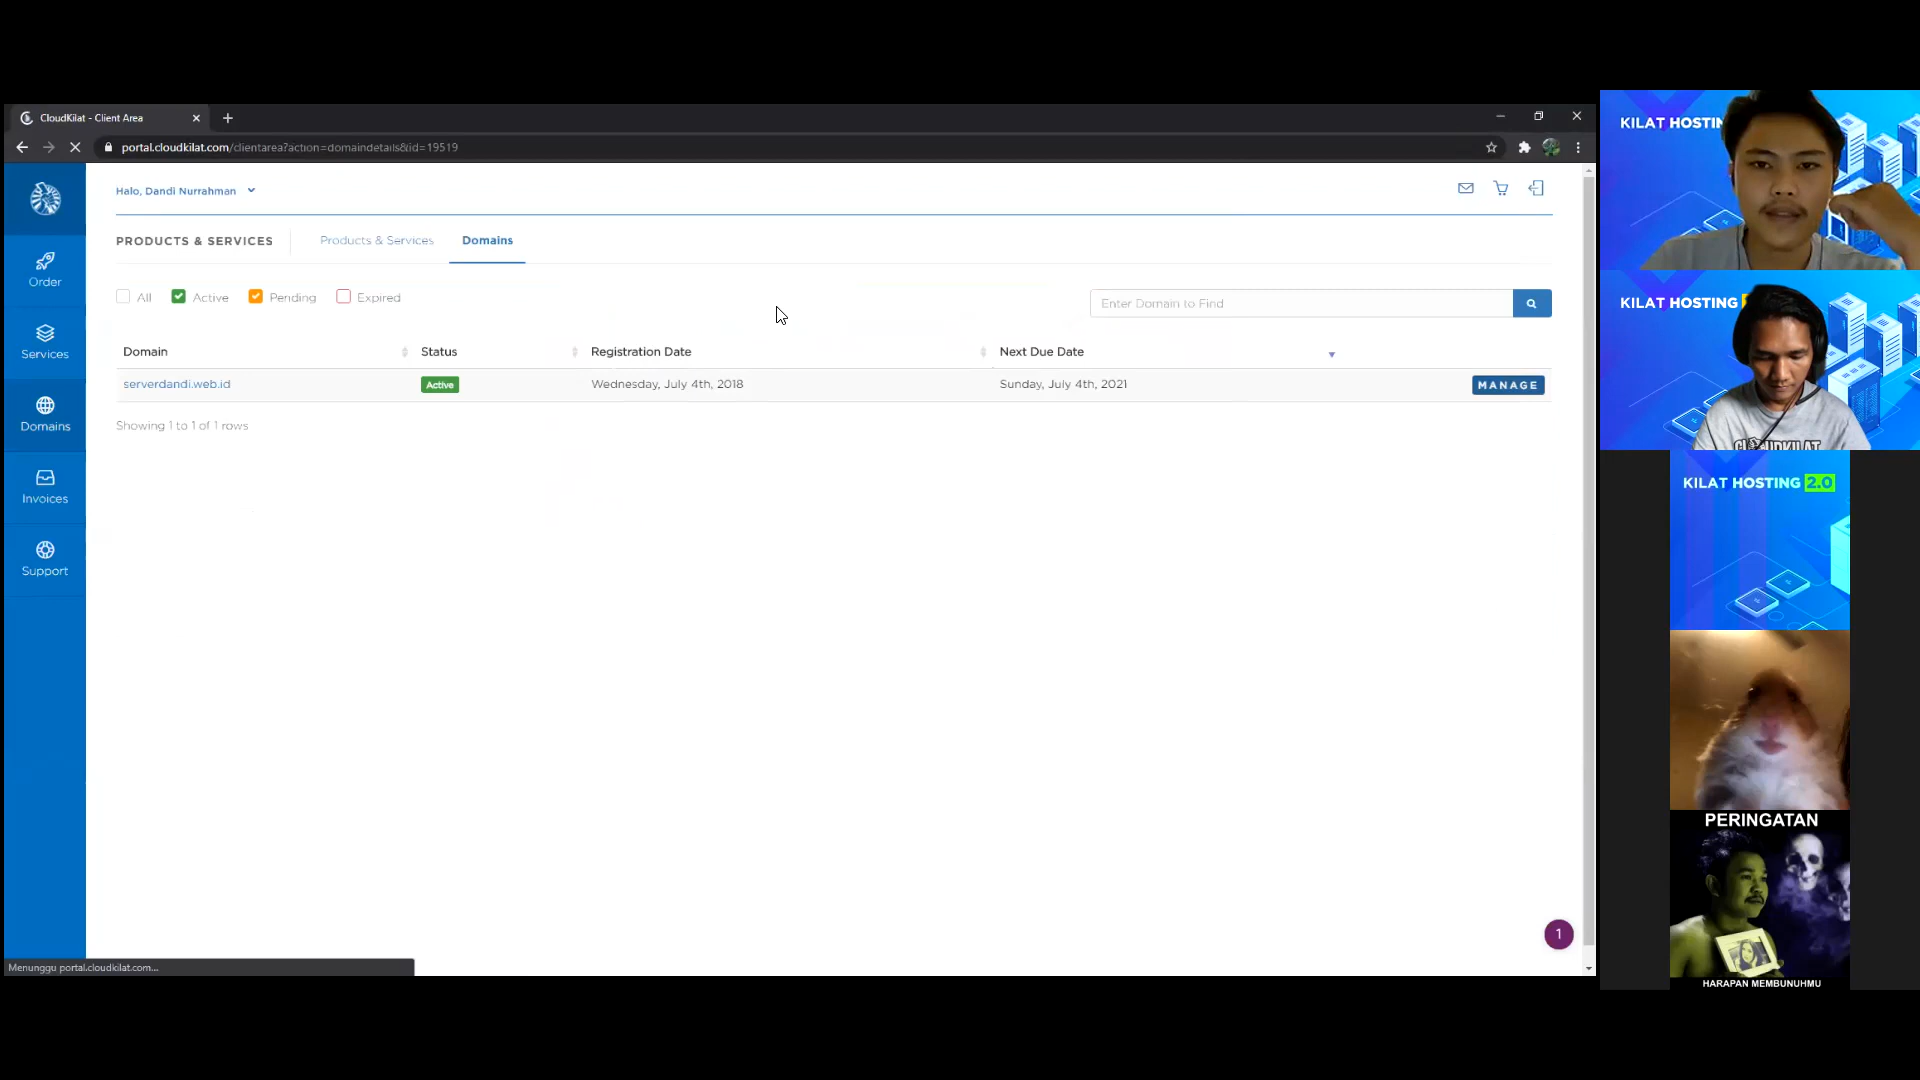 CloudKilat - Client Area
portal.cloudkilat.com/clientarea?action=domaindetails&id=19519
Halo, Dandi Nurrahman
PRODUCTS & SERVICES
Products & Services
Domains
All
Active
Pending
Expired
Enter Domain to Find
Domain
Status
Registration Date
Next Due Date
serverdandi.web.id
Active
Wednesday, July 4th, 2018
Sunday, July 4th, 2021
MANAGE
Showing 1 to 1 of 1 rows
Order
Services
Domains
Invoices
Support
1
Menunggu portal.cloudkilat.com...
KILAT HOSTIN
KILAT HOSTING
CLOUDKILAT
KILAT HOSTING 2.0
PERINGATAN
HARAPAN MEMBUNUHMU